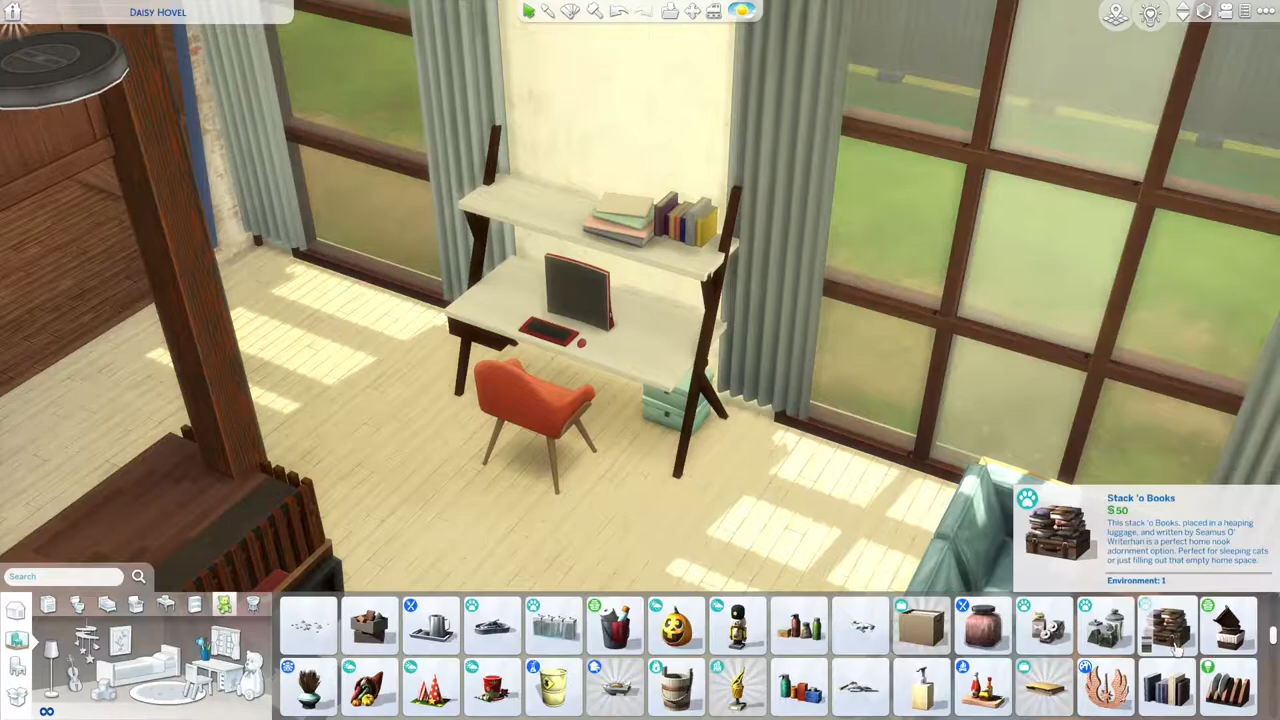 DAISY HOVEL
Stack 'o Books
§50
This stack 'o Books, placed in a heaping
luggage, and written by Seamus O'
Writerhan is a perfect home nook
adornment option. Perfect for sleeping cats
or just filling out that empty home space.
Environment: 1
Search